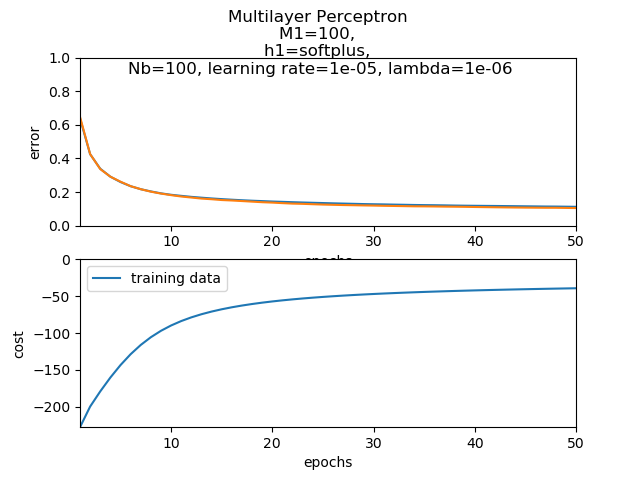 Multilayer Perceptron
M1=100,
h1=softplus,
Nb=100, learning rate=1e-05, lambda=1e-06
1.0
0.8
0.6
0.4
0.2
0.0
error
10 20 30 40 50
epochs
0
−50
−100
−150
−200
cost
training data
10 20 30 40 50
epochs